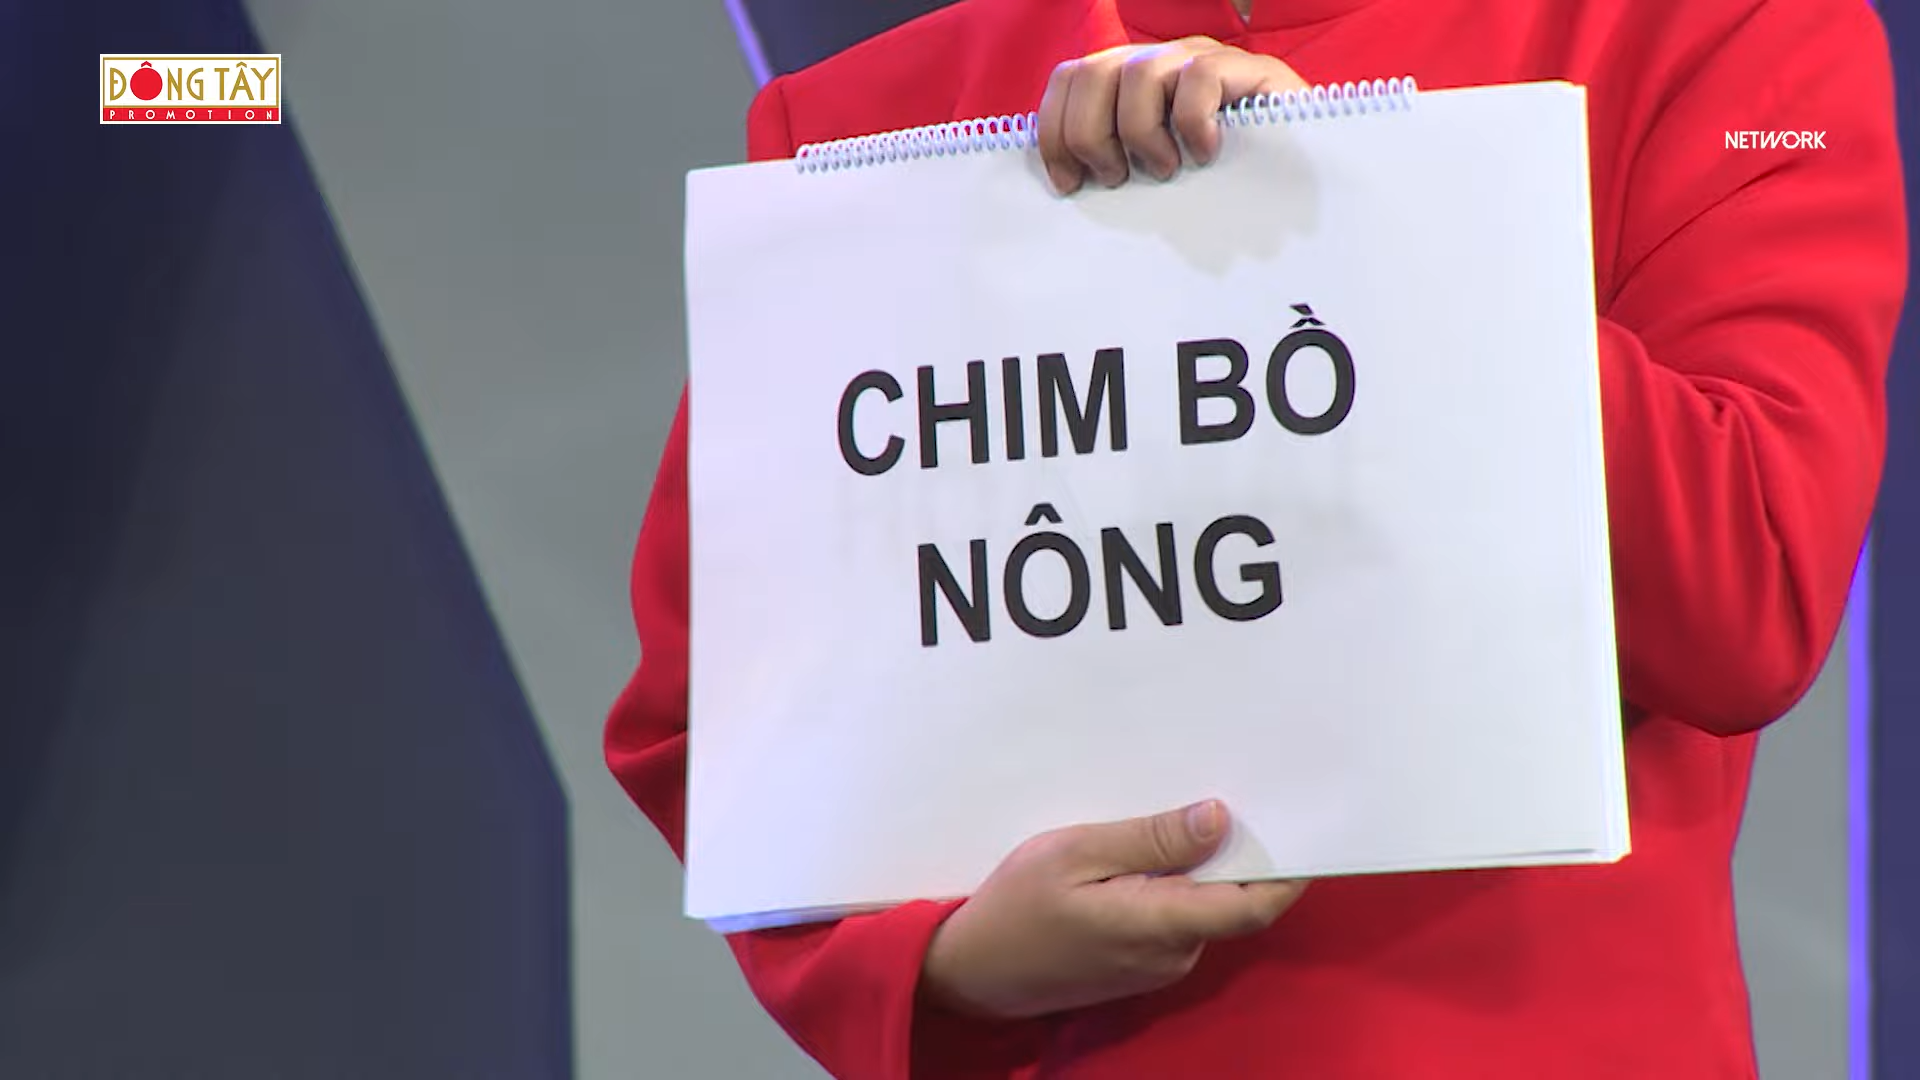 ĐÔNG TÂY
PROMOTION
NETWORK
CHIM BỒ
NÔNG